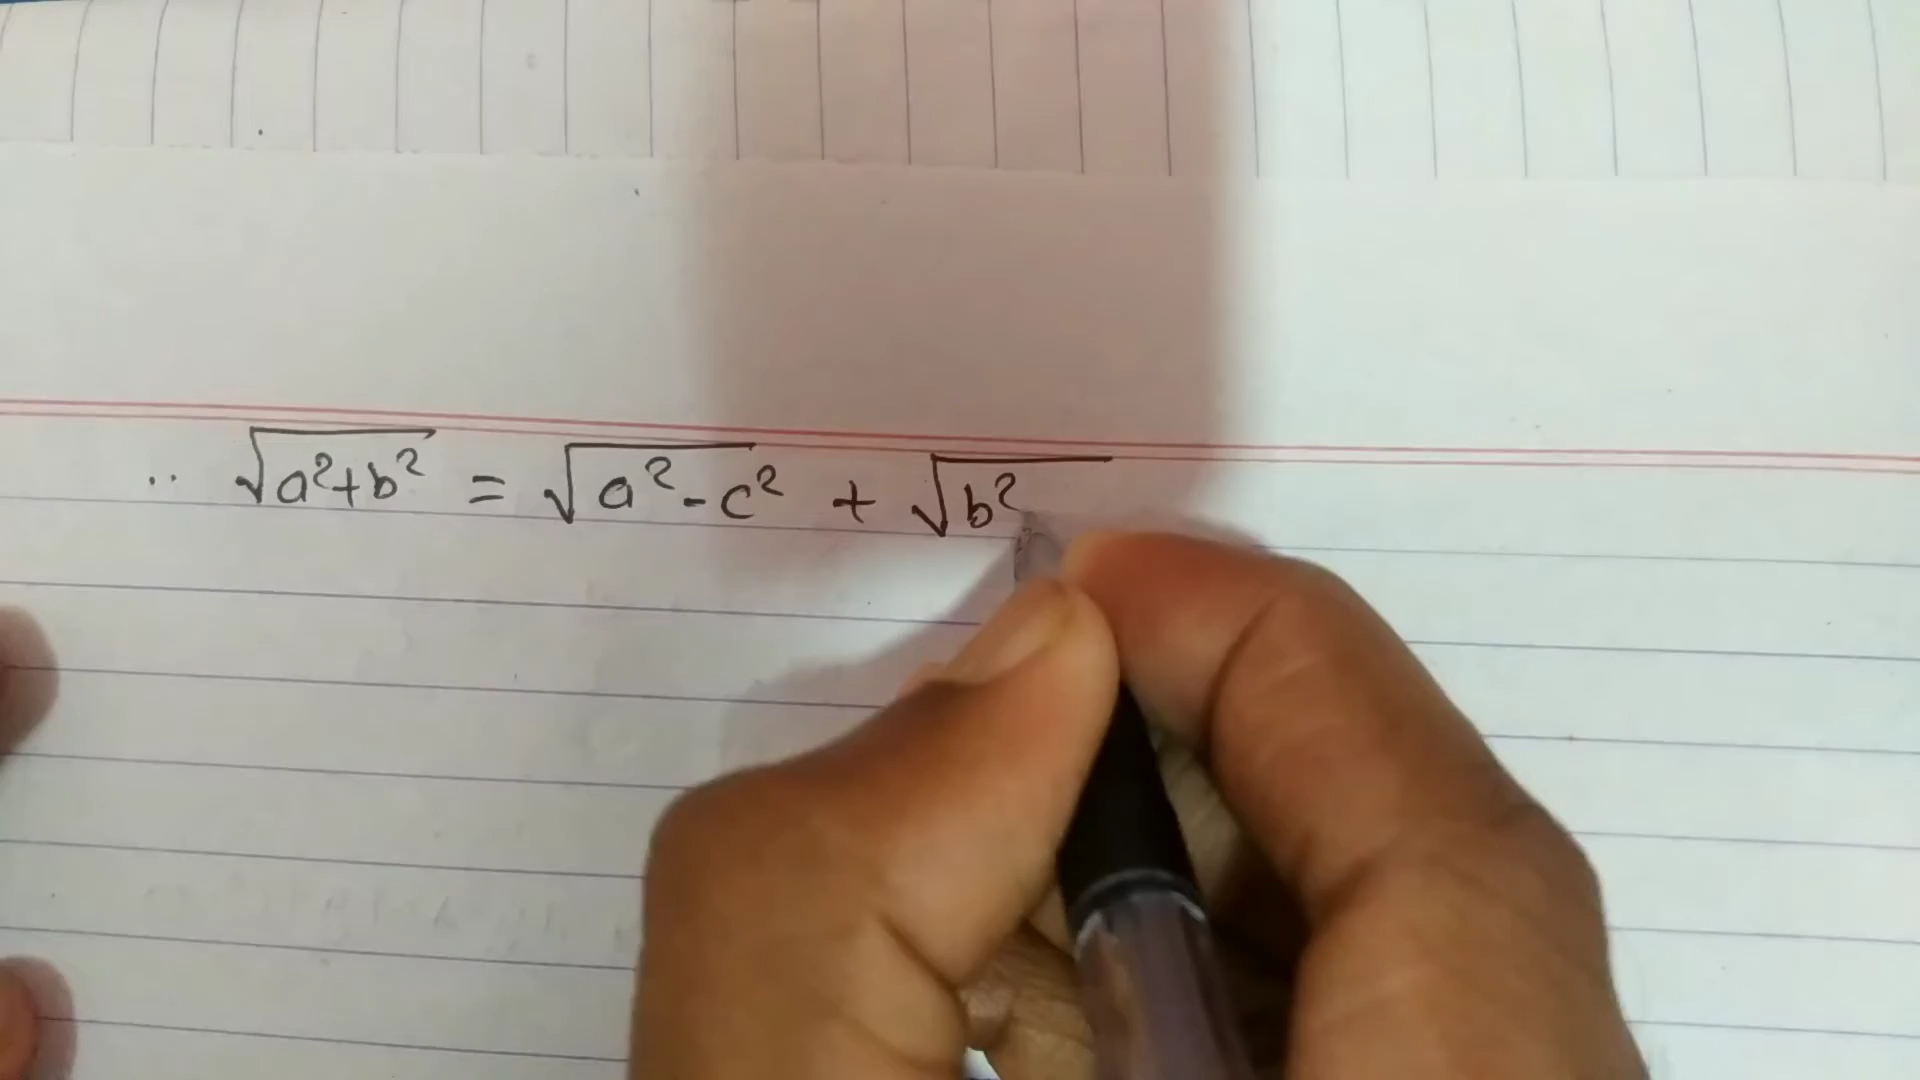 .. √a²+b² = √a²-c² + √b²